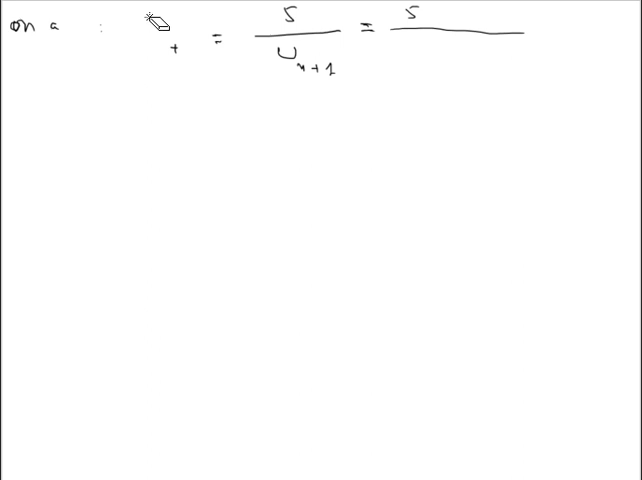 on a : + = 5 / U_{n+1} = 5 /